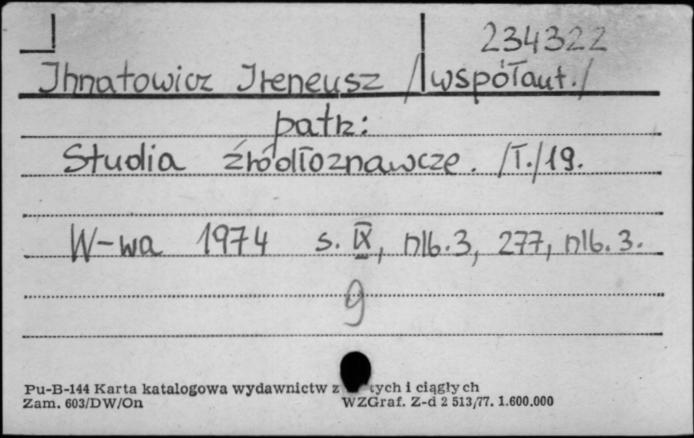 234322
Ihnatowicz Ireneusz /współaut./
patrz:
Studia źródłoznawcze. /T./19.
W-wa 1974 s. IX, nlb. 3, 277, nlb. 3.
9
Pu-B-144 Karta katalogowa wydawnictw z tych i ciągłych
Zam. 603/DW/On WZGraf. Z-d 2 513/77. 1.600.000